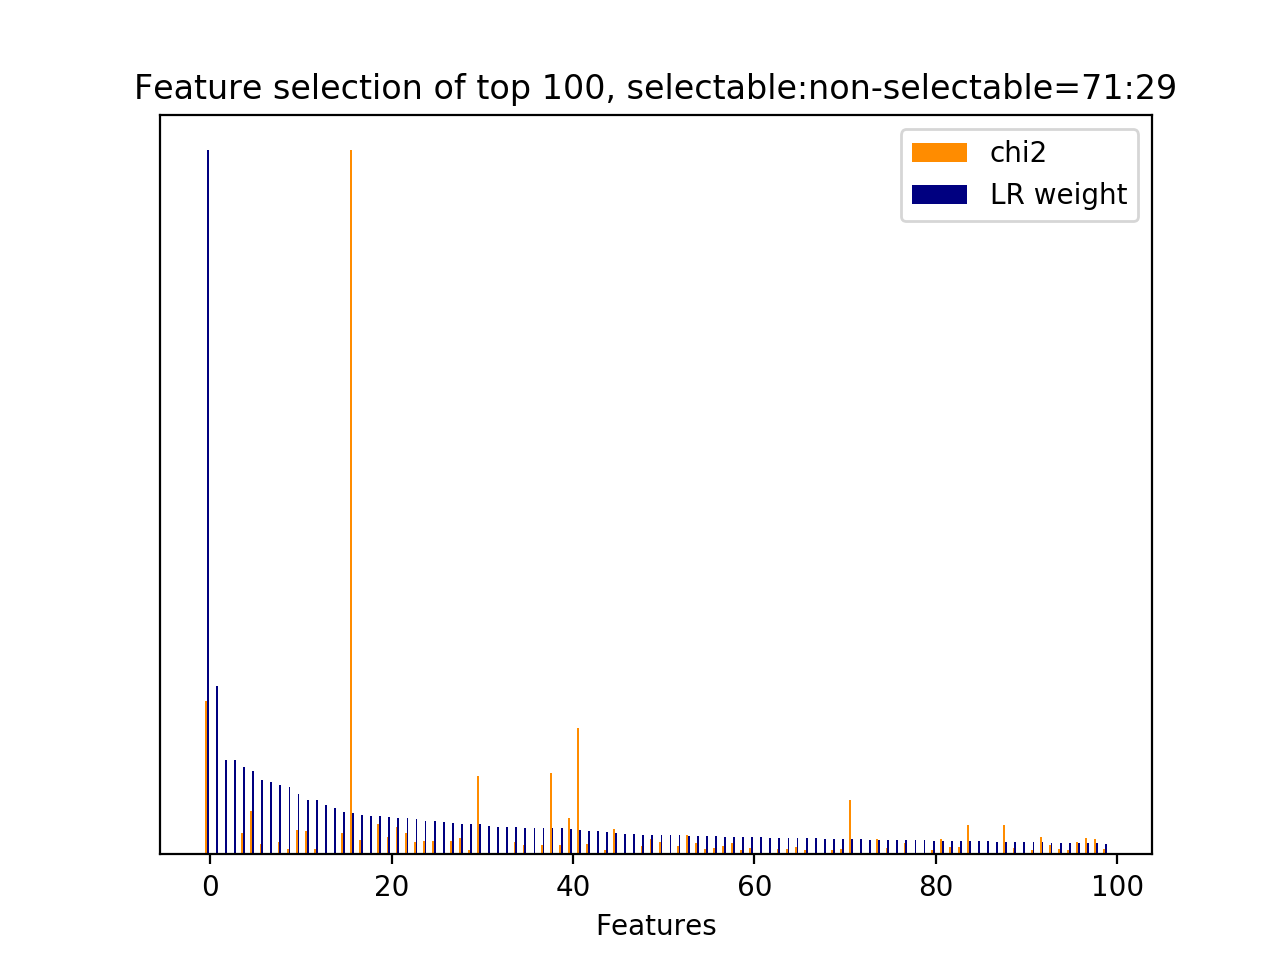 Feature selection of top 100, selectable:non-selectable=71:29
chi2
LR weight
0 20 40 60 80 100
Features